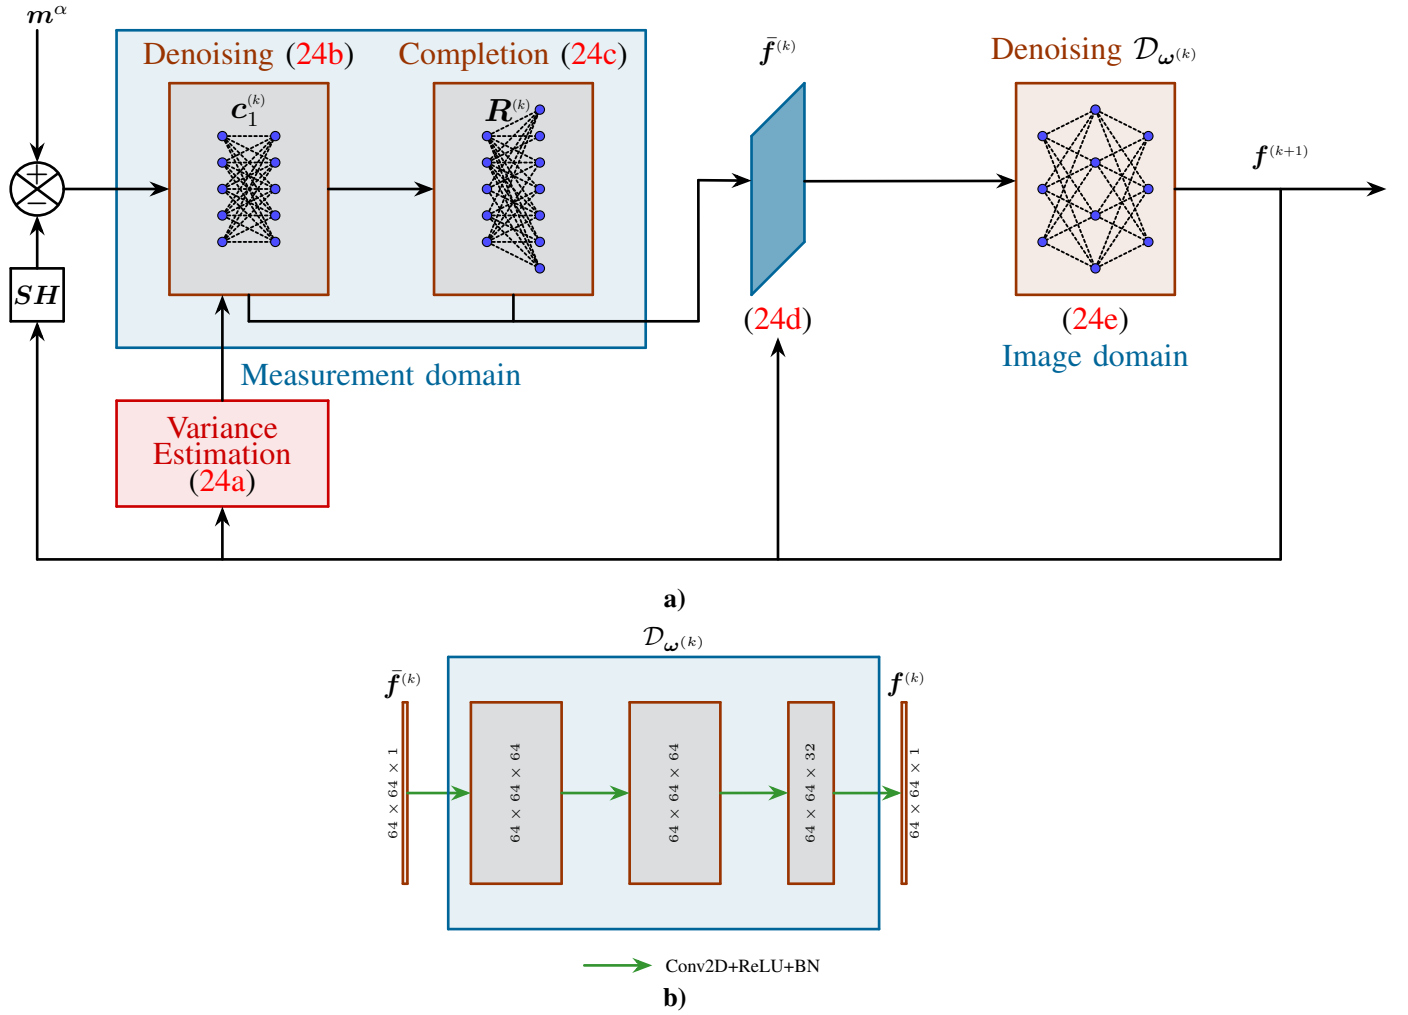 m^α
Denoising (24b)
Completion (24c)
f̄^(k)
Denoising 𝒟_ω^(k)
c_1^(k)
R^(k)
+
−
f^(k+1)
SH
(24d)
(24e)
Image domain
Measurement domain
Variance
Estimation
(24a)
a)
𝒟_ω^(k)
f̄^(k)
f^(k)
64 × 64 × 1
64 × 64 × 64
64 × 64 × 64
64 × 64 × 32
64 × 64 × 1
Conv2D+ReLU+BN
b)